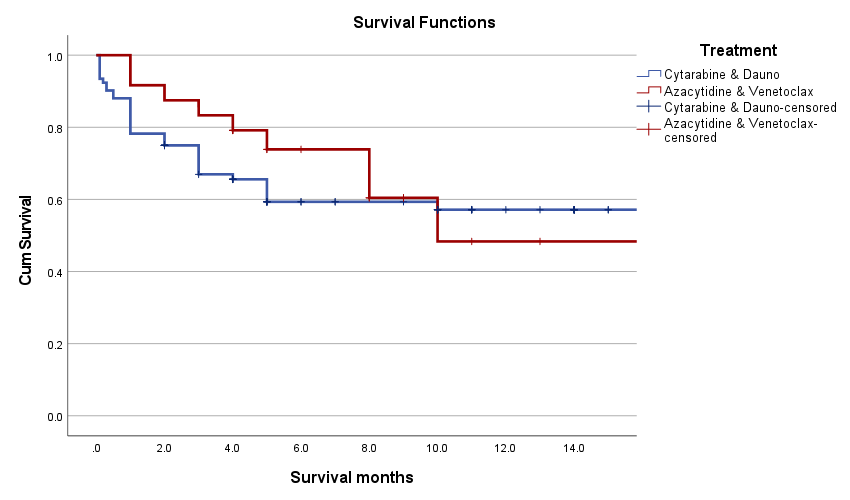 Survival Functions
Treatment
Cytarabine & Dauno
Azacytidine & Venetoclax
Cytarabine & Dauno-censored
Azacytidine & Venetoclax-
censored
Cum Survival
1.0
0.8
0.6
0.4
0.2
0.0
.0 2.0 4.0 6.0 8.0 10.0 12.0 14.0
Survival months